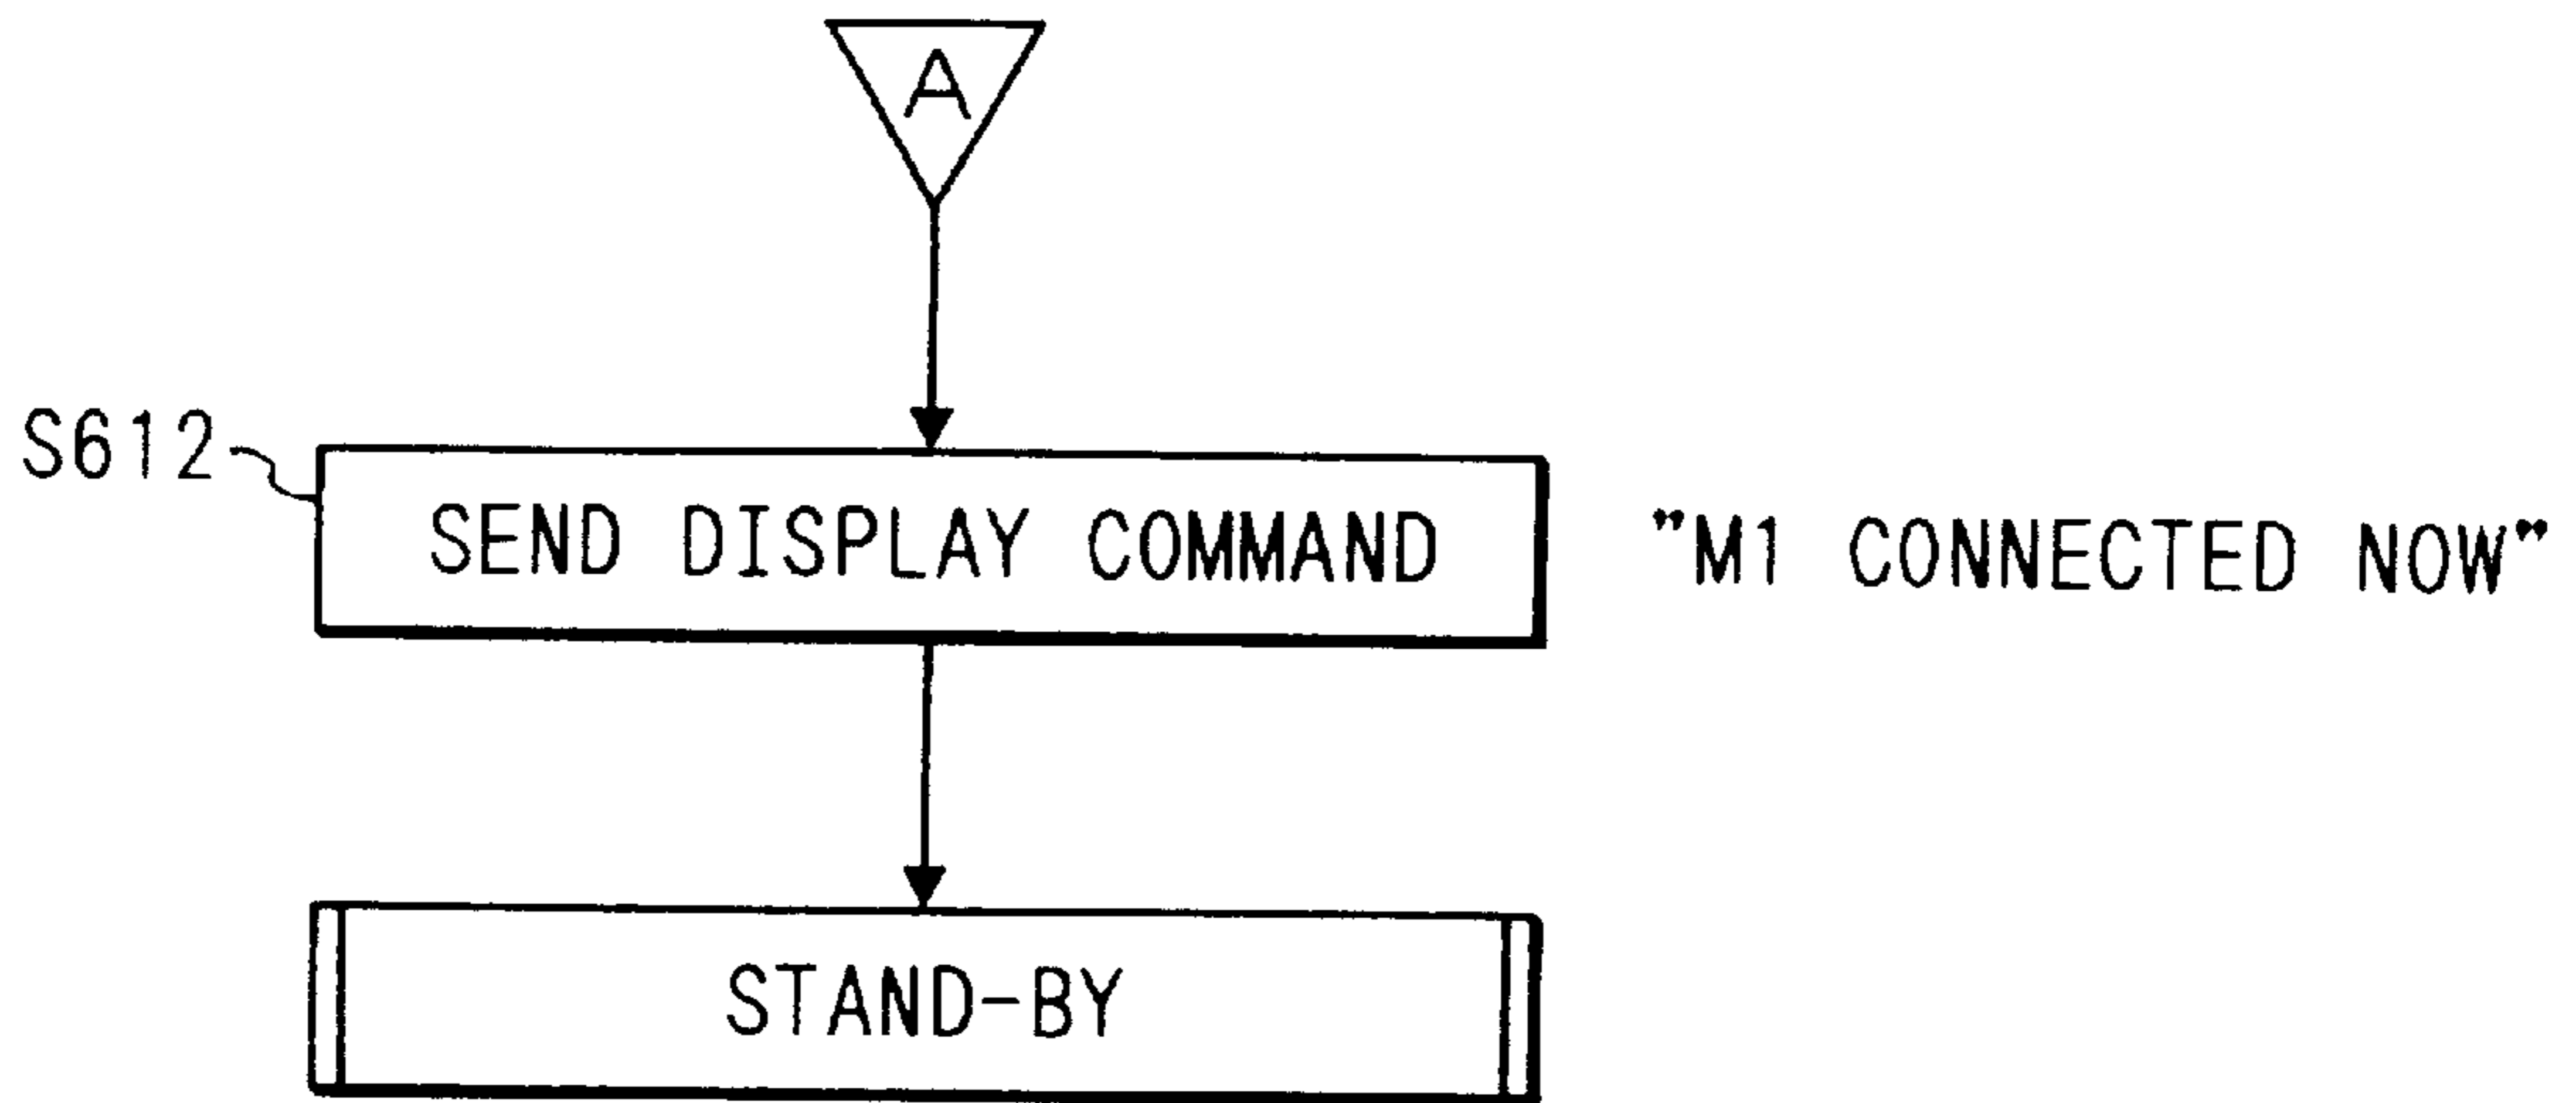 A
S612
SEND DISPLAY COMMAND
"M1 CONNECTED NOW"
STAND-BY